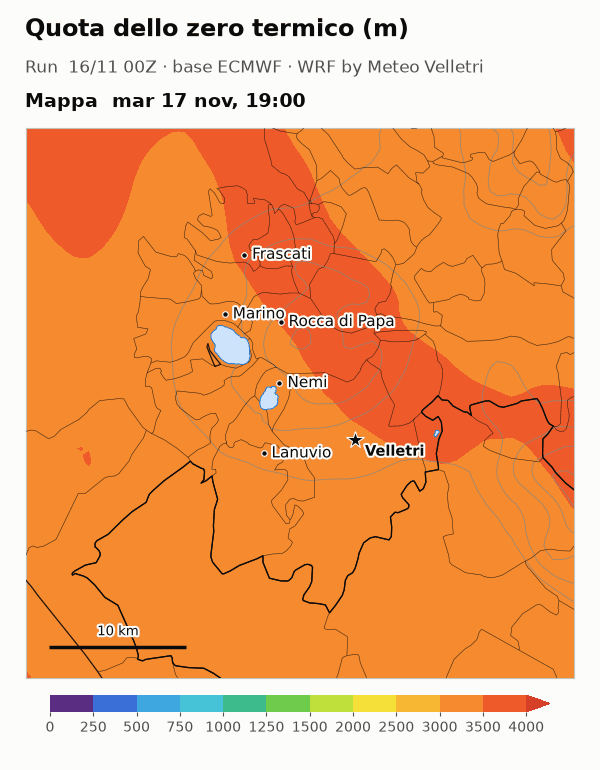 Quota dello zero termico (m)
Run  16/11 00Z · base ECMWF · WRF by Meteo Velletri
Mappa  mar 17 nov, 19:00
Frascati
Marino
Rocca di Papa
Nemi
Velletri
Lanuvio
10 km
0 250 500 750 1000 1250 1500 2000 2500 3000 3500 4000